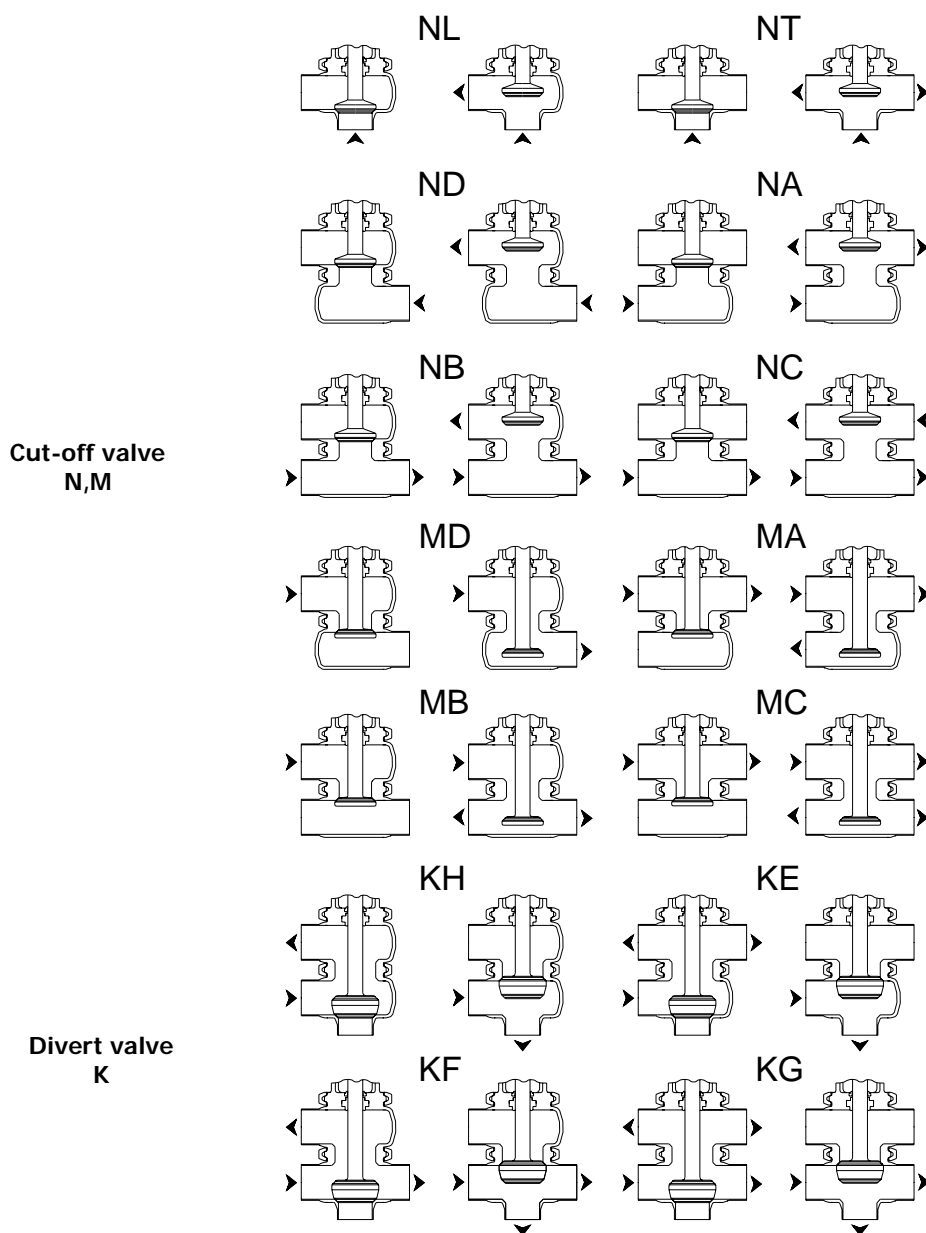 NL NT
ND NA
NB NC
Cut-off valve
N,M
MD MA
MB MC
KH KE
Divert valve
K
KF KG